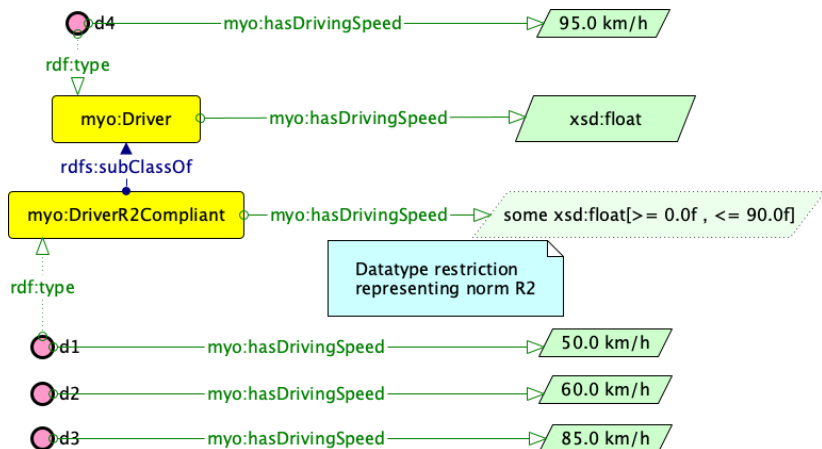 d4 myo:hasDrivingSpeed 95.0 km/h
rdf:type
myo:Driver myo:hasDrivingSpeed xsd:float
rdfs:subClassOf
myo:DriverR2Compliant myo:hasDrivingSpeed some xsd:float[>= 0.0f , <= 90.0f]
Datatype restriction
representing norm R2
rdf:type
d1 myo:hasDrivingSpeed 50.0 km/h
d2 myo:hasDrivingSpeed 60.0 km/h
d3 myo:hasDrivingSpeed 85.0 km/h